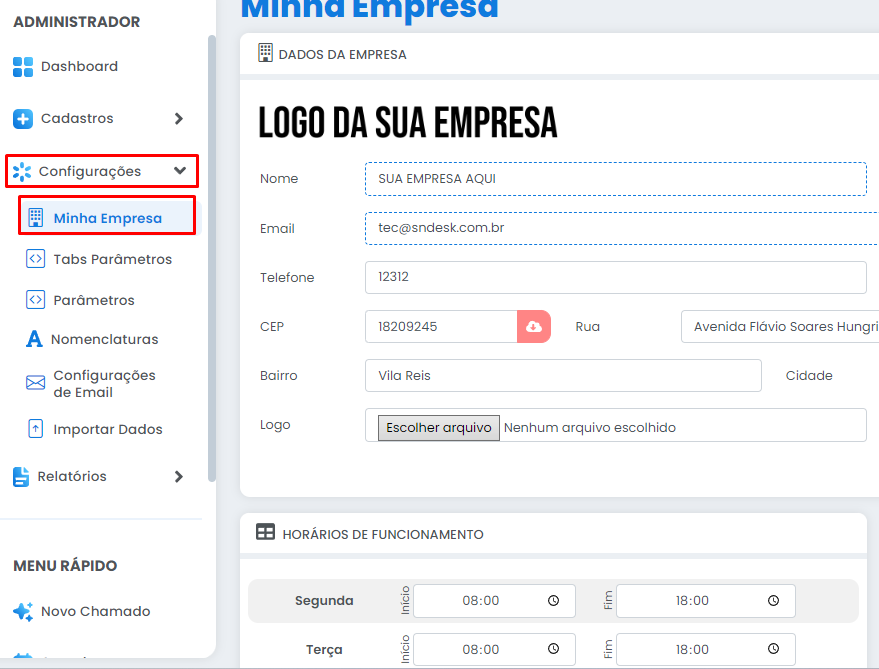 ADMINISTRADOR
Dashboard
Cadastros
Configurações
Minha Empresa
Tabs Parâmetros
Parâmetros
Nomenclaturas
Configurações
de Email
Importar Dados
Relatórios
MENU RÁPIDO
Novo Chamado
Minha Empresa
DADOS DA EMPRESA
LOGO DA SUA EMPRESA
Nome SUA EMPRESA AQUI
Email tec@sndesk.com.br
Telefone 12312
CEP 18209245 Rua Avenida Flávio Soares Hungri
Bairro Vila Reis Cidade
Logo Escolher arquivo Nenhum arquivo escolhido
HORÁRIOS DE FUNCIONAMENTO
Segunda Início 08:00 Fim 18:00
Terça Início 08:00 Fim 18:00